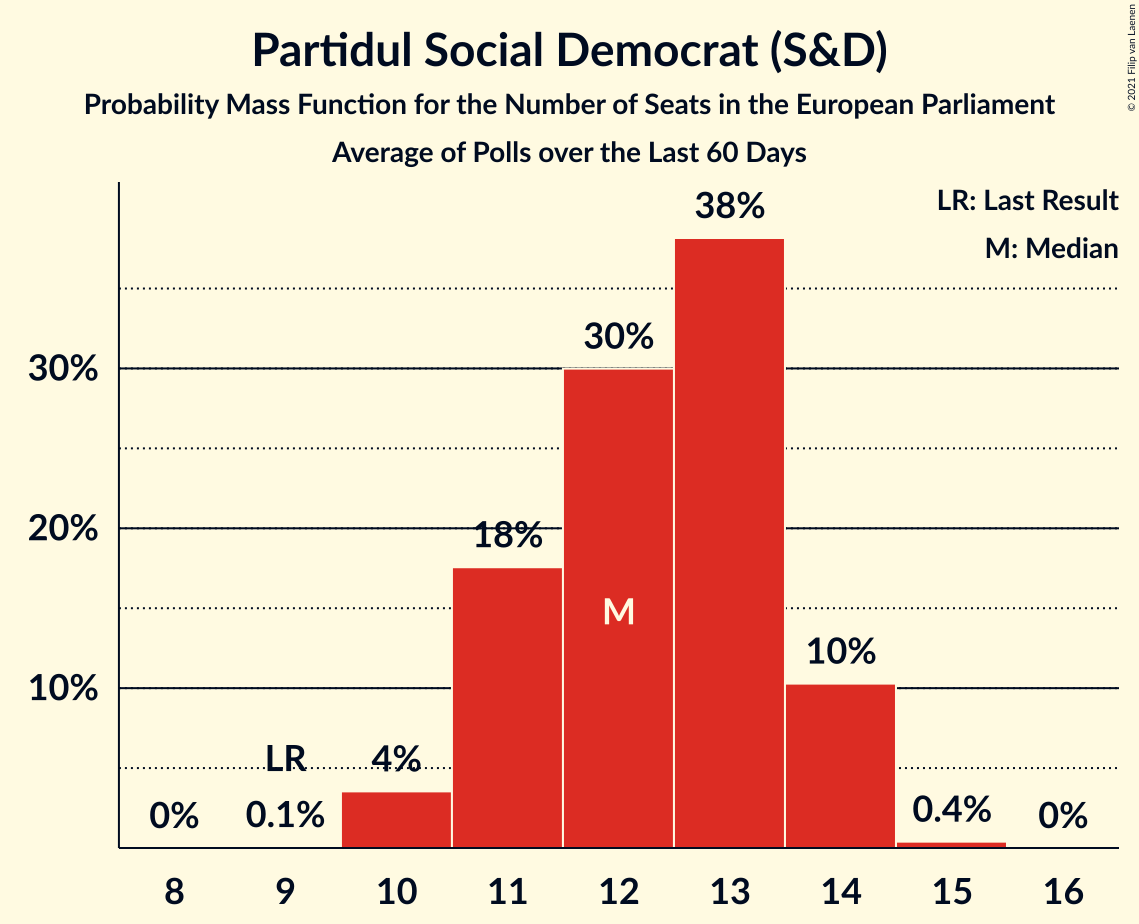 Partidul Social Democrat (S&D)
Probability Mass Function for the Number of Seats in the European Parliament
Average of Polls over the Last 60 Days
© 2021 Filip van Laenen
LR: Last Result
M: Median
38%
30%
30%
20%
18%
M
10%
10%
LR
4%
0%
0.1%
0.4%
0%
8 9 10 11 12 13 14 15 16